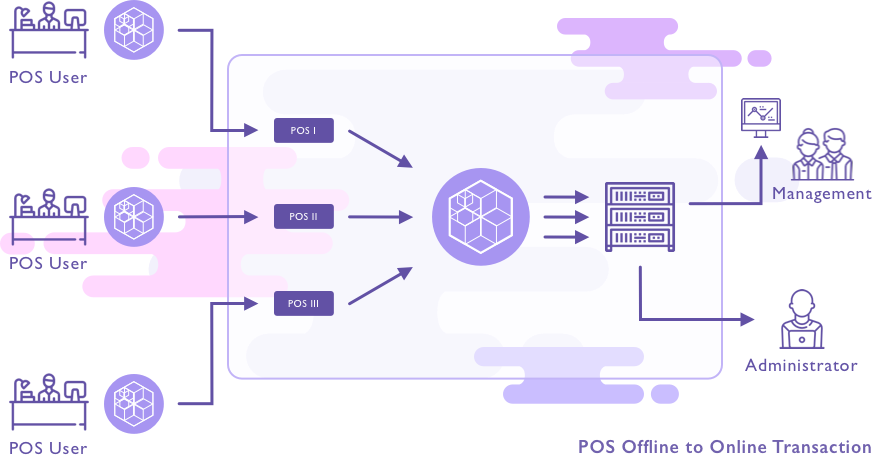 POS User
POS I
POS II
Management
POS User
POS III
Administrator
POS User
POS Offline to Online Transaction